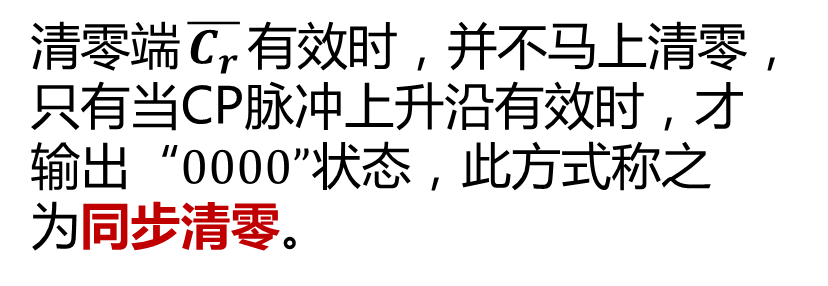 清零端 $\overline{C_r}$ 有效时，并不马上清零，
只有当CP脉冲上升沿有效时，才
输出“0000”状态，此方式称之
为同步清零。